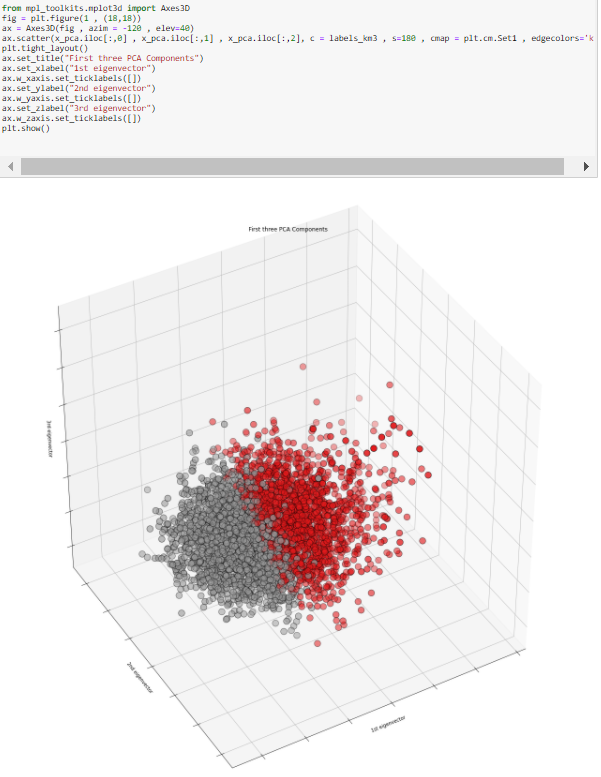 from mpl_toolkits.mplot3d import Axes3D
fig = plt.figure(1 , (18,18))
ax = Axes3D(fig , azim = -120 , elev=40)
ax.scatter(x_pca.iloc[:,0] , x_pca.iloc[:,1] , x_pca.iloc[:,2], c = labels_km3 , s=180 , cmap = plt.cm.Set1 , edgecolors='k
plt.tight_layout()
ax.set_title("First three PCA Components")
ax.set_xlabel("1st eigenvector")
ax.w_xaxis.set_ticklabels([])
ax.set_ylabel("2nd eigenvector")
ax.w_yaxis.set_ticklabels([])
ax.set_zlabel("3rd eigenvector")
ax.w_zaxis.set_ticklabels([])
plt.show()
First three PCA Components
3rd eigenvector
2nd eigenvector
1st eigenvector